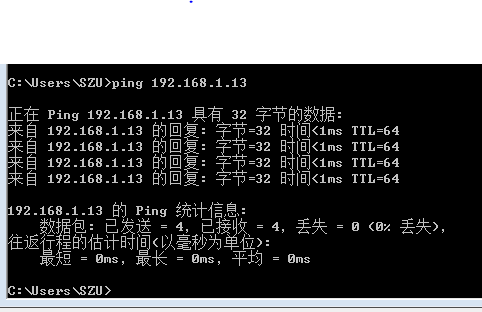 C:\Users\SZU>ping 192.168.1.13
正在 Ping 192.168.1.13 具有 32 字节的数据:
来自 192.168.1.13 的回复: 字节=32 时间<1ms TTL=64
来自 192.168.1.13 的回复: 字节=32 时间<1ms TTL=64
来自 192.168.1.13 的回复: 字节=32 时间<1ms TTL=64
来自 192.168.1.13 的回复: 字节=32 时间<1ms TTL=64
192.168.1.13 的 Ping 统计信息:
数据包: 已发送 = 4, 已接收 = 4, 丢失 = 0 (0% 丢失),
往返行程的估计时间(以毫秒为单位):
最短 = 0ms, 最长 = 0ms, 平均 = 0ms
C:\Users\SZU>